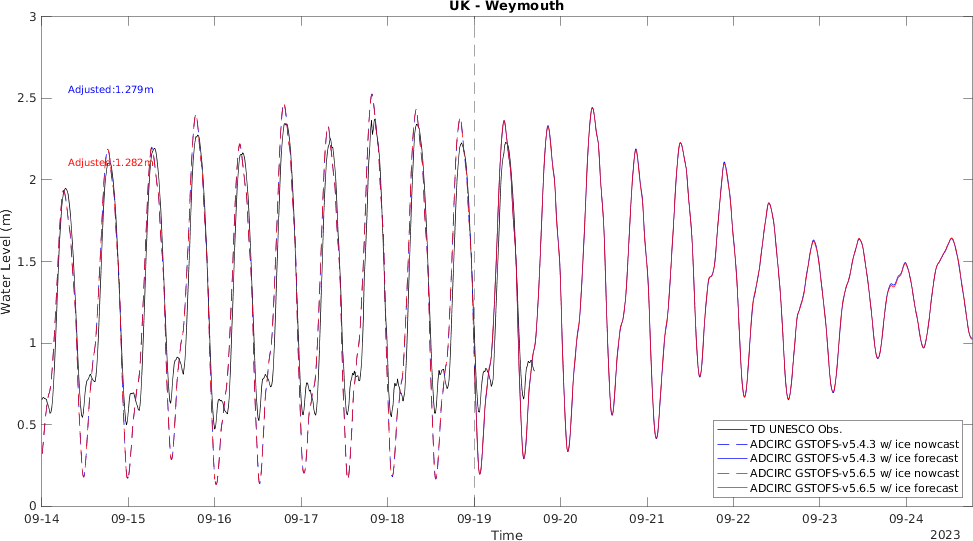 UK - Weymouth
3
2.5
2
1.5
1
0.5
0
Water Level (m)
Adjusted:1.279m
Adjusted:1.282m
TD UNESCO Obs.
ADCIRC GSTOFS-v5.4.3 w/ ice nowcast
ADCIRC GSTOFS-v5.4.3 w/ ice forecast
ADCIRC GSTOFS-v5.6.5 w/ ice nowcast
ADCIRC GSTOFS-v5.6.5 w/ ice forecast
09-14 09-15 09-16 09-17 09-18 09-19 09-20 09-21 09-22 09-23 09-24
Time
2023